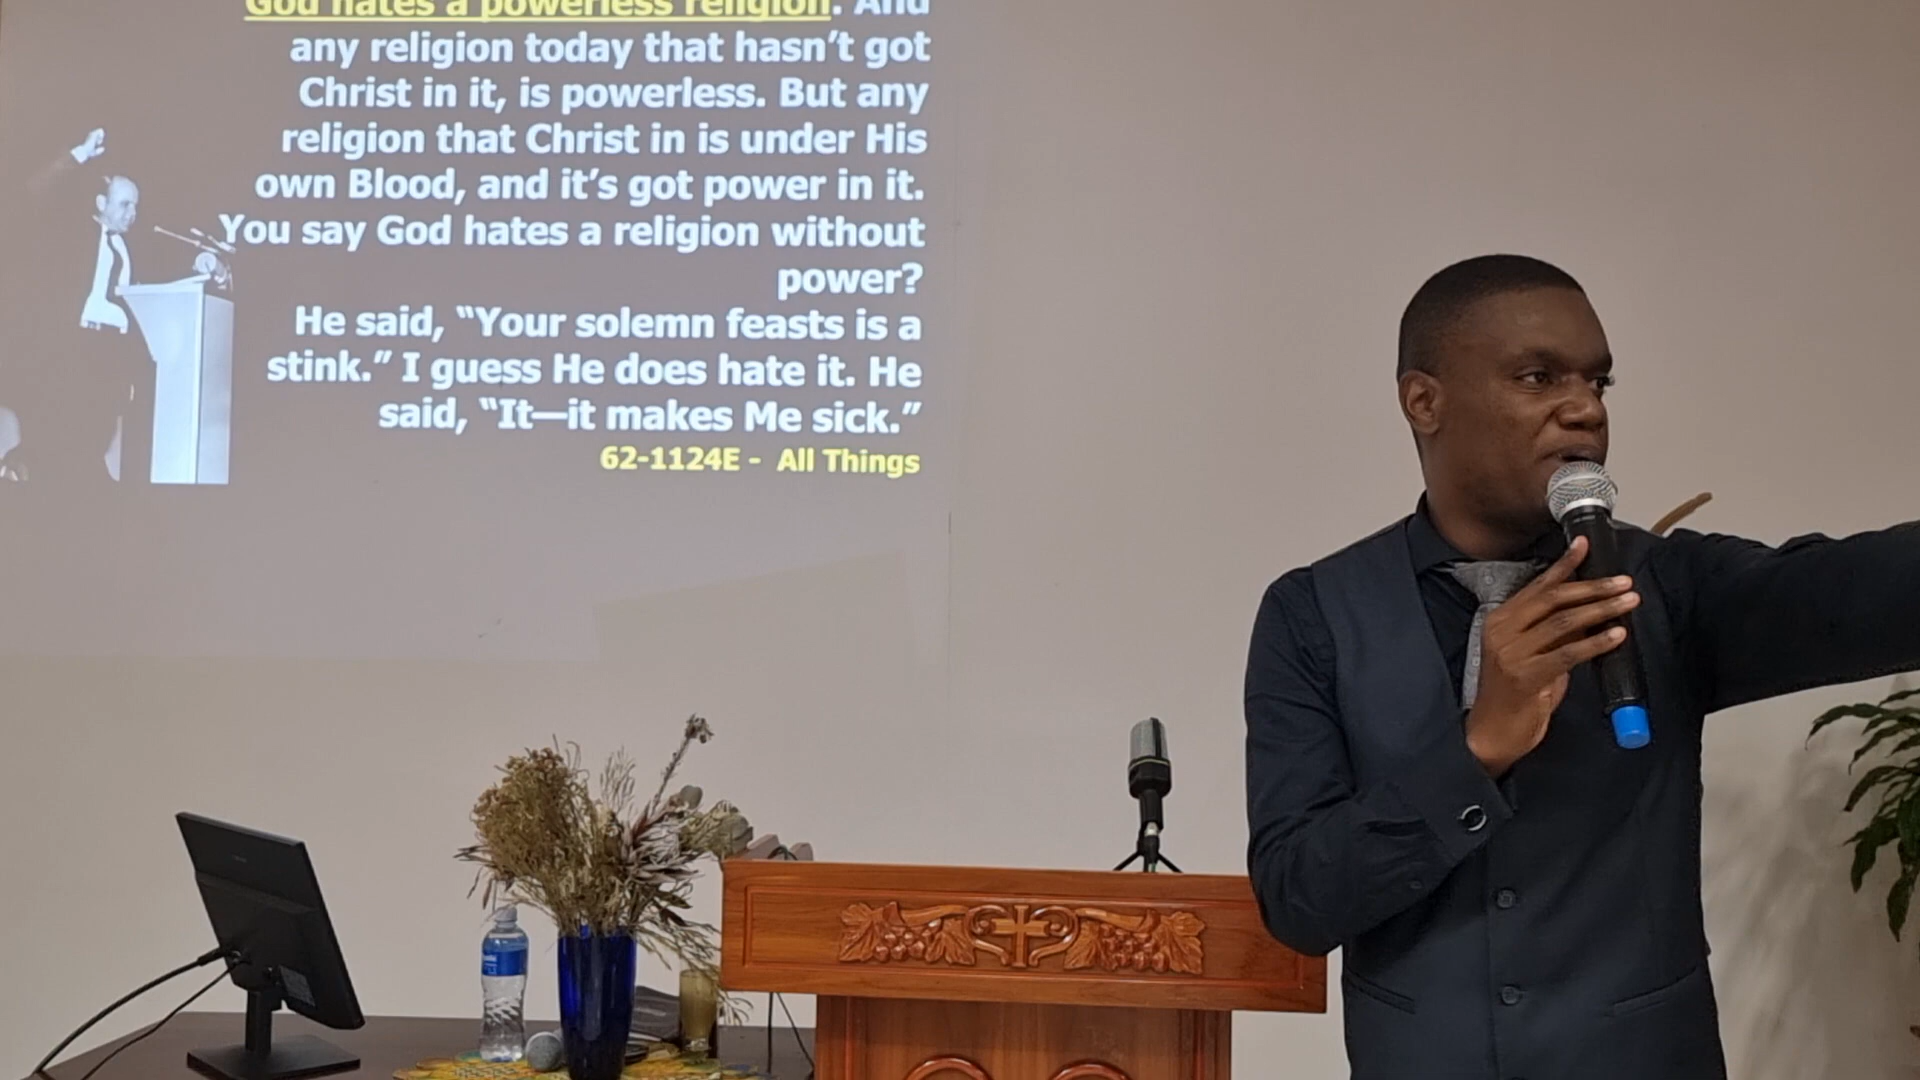 God hates a powerless religion. And
any religion today that hasn't got
Christ in it, is powerless. But any
religion that Christ in is under His
own Blood, and it's got power in it.
You say God hates a religion without
power?
He said, “Your solemn feasts is a
stink.” I guess He does hate it. He
said, “It—it makes Me sick.”
62-1124E - All Things